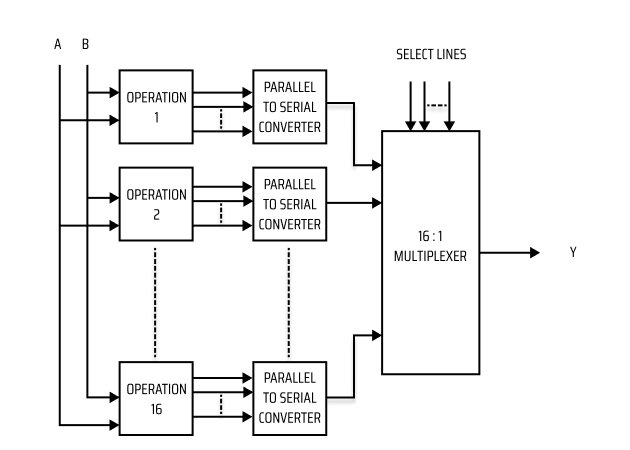 A
B
SELECT LINES
OPERATION
1
PARALLEL
TO SERIAL
CONVERTER
OPERATION
2
PARALLEL
TO SERIAL
CONVERTER
16 : 1
MULTIPLEXER
Y
OPERATION
16
PARALLEL
TO SERIAL
CONVERTER